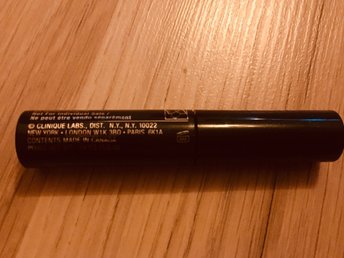 Not For Individual Sale /
Ne peut être vendu séparément
© CLINIQUE LABS., DIST. N.Y., N.Y. 10022
NEW YORK • LONDON W1K 3BQ • PARIS 6K1A
CONTENTS MADE IN CANADA